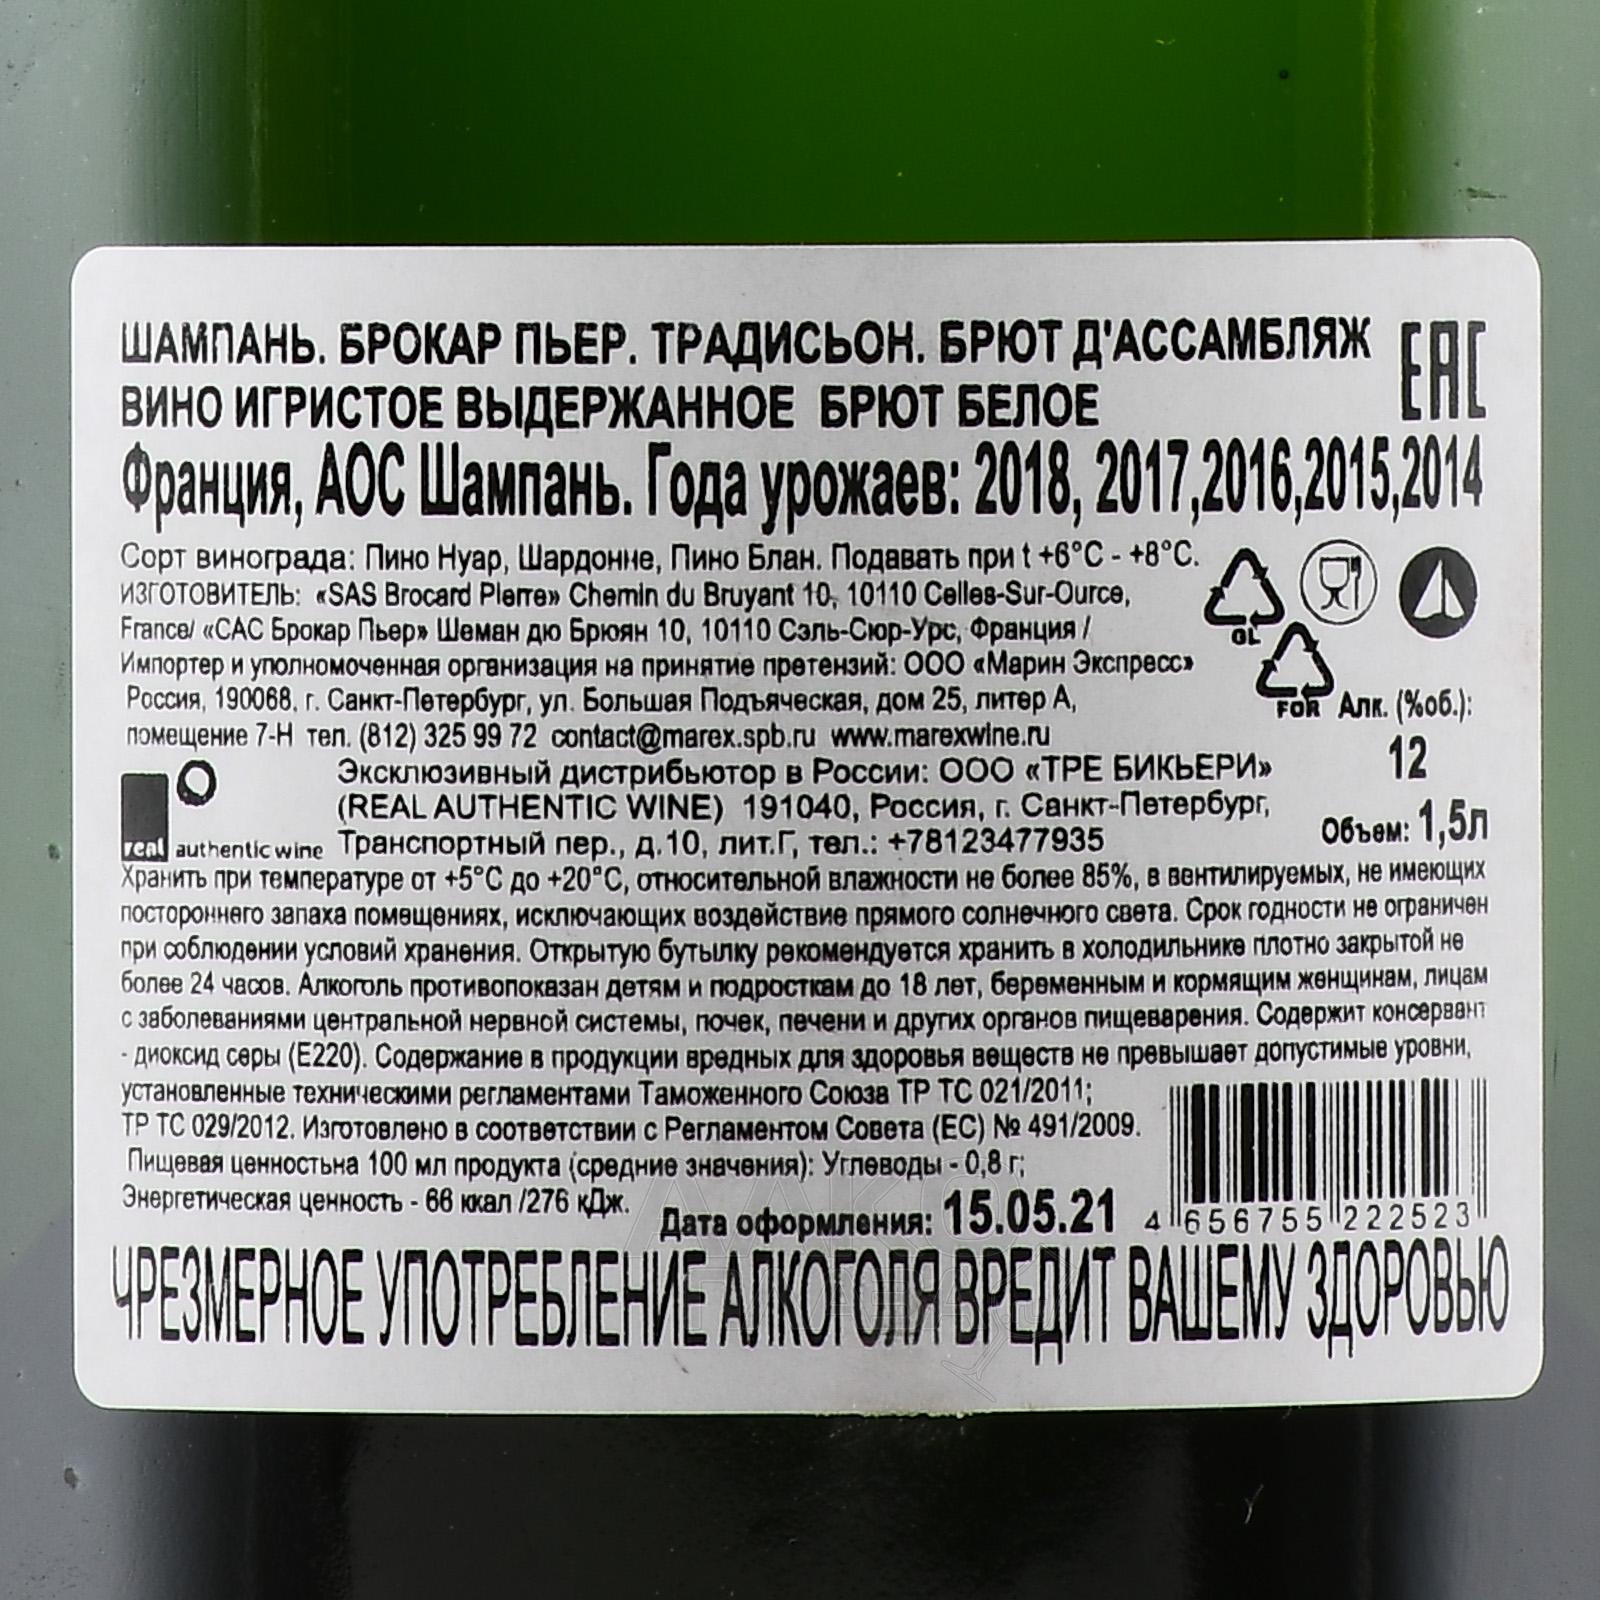 ШАМПАНЬ. БРОКАР ПЬЕР. ТРАДИСЬОН. БРЮТ Д'АССАМБЛЯЖ
ВИНО ИГРИСТОЕ ВЫДЕРЖАННОЕ БРЮТ БЕЛОЕ
EAC
Франция, АОС Шампань. Года урожаев: 2018, 2017,2016,2015,2014
Сорт винограда: Пино Нуар, Шардонне, Пино Блан. Подавать при t +6°C - +8°C.
ИЗГОТОВИТЕЛЬ: «SAS Brocard Pierre» Chemin du Bruyant 10, 10110 Celles-Sur-Ource,
France/ «САС Брокар Пьер» Шеман дю Брюян 10, 10110 Сэль-Сюр-Урс, Франция /
GL
Импортер и уполномоченная организация на принятие претензий: ООО «Марин Экспресс»
Россия, 190068, г. Санкт-Петербург, ул. Большая Подъяческая, дом 25, литер А,
FOR Алк. (%об.):
помещение 7-Н тел. (812) 325 99 72 contact@marex.spb.ru www.marexwine.ru
12
Эксклюзивный дистрибьютор в России: ООО «ТРЕ БИКЬЕРИ»
(REAL AUTHENTIC WINE) 191040, Россия, г. Санкт-Петербург,
Объем: 1,5л
real authentic wine Транспортный пер., д.10, лит.Г, тел.: +78123477935
Хранить при температуре от +5°C до +20°C, относительной влажности не более 85%, в вентилируемых, не имеющих
постороннего запаха помещениях, исключающих воздействие прямого солнечного света. Срок годности не ограничен
при соблюдении условий хранения. Открытую бутылку рекомендуется хранить в холодильнике плотно закрытой не
более 24 часов. Алкоголь противопоказан детям и подросткам до 18 лет, беременным и кормящим женщинам, лицам
с заболеваниями центральной нервной системы, почек, печени и других органов пищеварения. Содержит консервант
- диоксид серы (Е220). Содержание в продукции вредных для здоровья веществ не превышает допустимые уровни,
установленные техническими регламентами Таможенного Союза ТР ТС 021/2011;
ТР ТС 029/2012. Изготовлено в соответствии с Регламентом Совета (ЕС) № 491/2009.
Пищевая ценностьна 100 мл продукта (средние значения): Углеводы - 0,8 г;
Энергетическая ценность - 66 ккал /276 кДж.
Дата оформления: 15.05.21
4 656755 222523
ЧРЕЗМЕРНОЕ УПОТРЕБЛЕНИЕ АЛКОГОЛЯ ВРЕДИТ ВАШЕМУ ЗДОРОВЬЮ